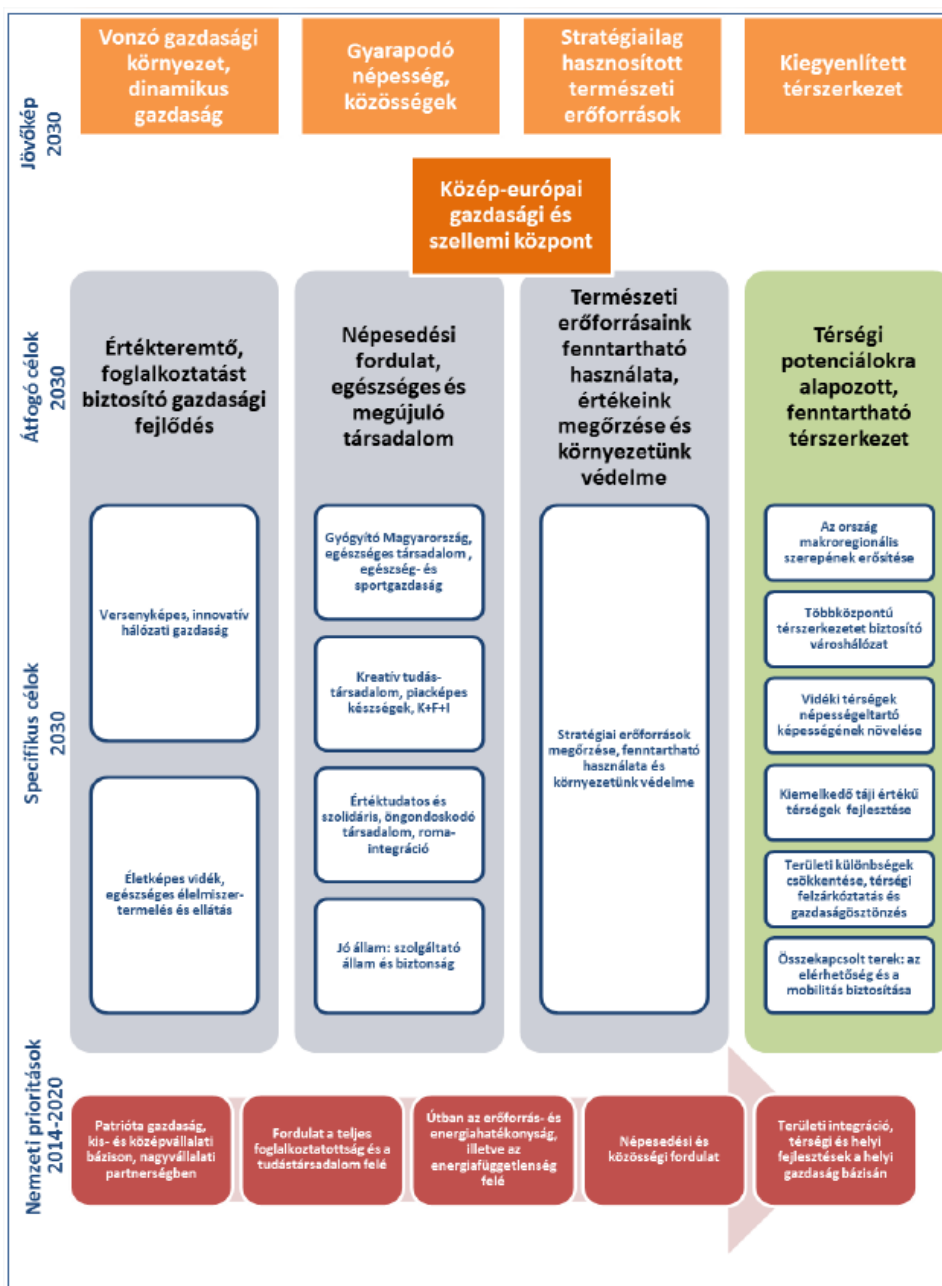 Jövőkép
2030
Vonzó gazdasági
környezet,
dinamikus
gazdaság
Gyarapodó
népesség,
közösségek
Stratégiailag
hasznosított
természeti
erőforrások
Kiegyenlített
térszerkezet
Közép-európai
gazdasági és
szellemi központ
Átfogó célok
2030
Értékteremtő,
foglalkoztatást
biztosító gazdasági
fejlődés
Népesedési
fordulat,
egészséges és
megújuló
társadalom
Természeti
erőforrásaink
fenntartható
használata,
értékeink
megőrzése és
környezetünk
védelme
Térségi
potenciálokra
alapozott,
fenntartható
térszerkezet
Specifikus célok
2030
Versenyképes, innovatív
hálózati gazdaság
Életképes vidék,
egészséges élelmiszer-
termelés és ellátás
Gyógyító Magyarország,
egészséges társadalom ,
egészség- és
sportgazdaság
Kreatív tudás-
társadalom, piacképes
készségek, K+F+I
Értéktudatos és
szolidáris, öngondoskodó
társadalom, roma-
integráció
Jó állam: szolgáltató
állam és biztonság
Stratégiai erőforrások
megőrzése, fenntartható
használata és
környezetünk védelme
Az ország
makroregionális
szerepének erősítése
Többközpontú
térszerkezetet biztosító
városhálózat
Vidéki térségek
népességeltartó
képességének növelése
Kiemelkedő táji értékű
térségek fejlesztése
Területi különbségek
csökkentése, térségi
felzárkóztatás és
gazdaságösztönzés
Összekapcsolt terek: az
elérhetőség és a
mobilitás biztosítása
Nemzeti prioritások
2014-2020
Patrióta gazdaság,
kis- és középvállalati
bázison, nagyvállalati
partnerségben
Fordulat a teljes
foglalkoztatottság és a
tudástársadalom felé
Útban az erőforrás- és
energiahatékonyság,
illetve az
energiafüggetlenség
felé
Népesedési és
közösségi fordulat
Területi integráció,
térségi és helyi
fejlesztések a helyi
gazdaság bázisán